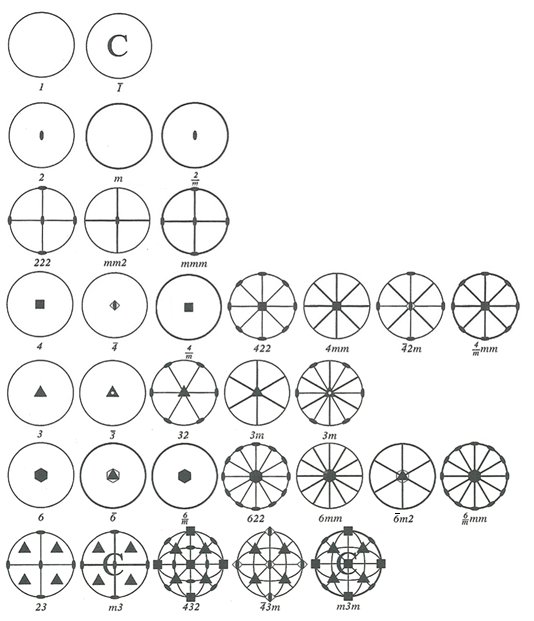 C
1 1̄
2 m 2/m
222 mm2 mmm
4 4̄ 4/m 422 4mm 4̄2m 4/mmm
3 3̄ 32 3m 3m
6 6̄ 6/m 622 6mm 6̄m2 6/mmm
C C
23 m3 432 4̄3m m3m